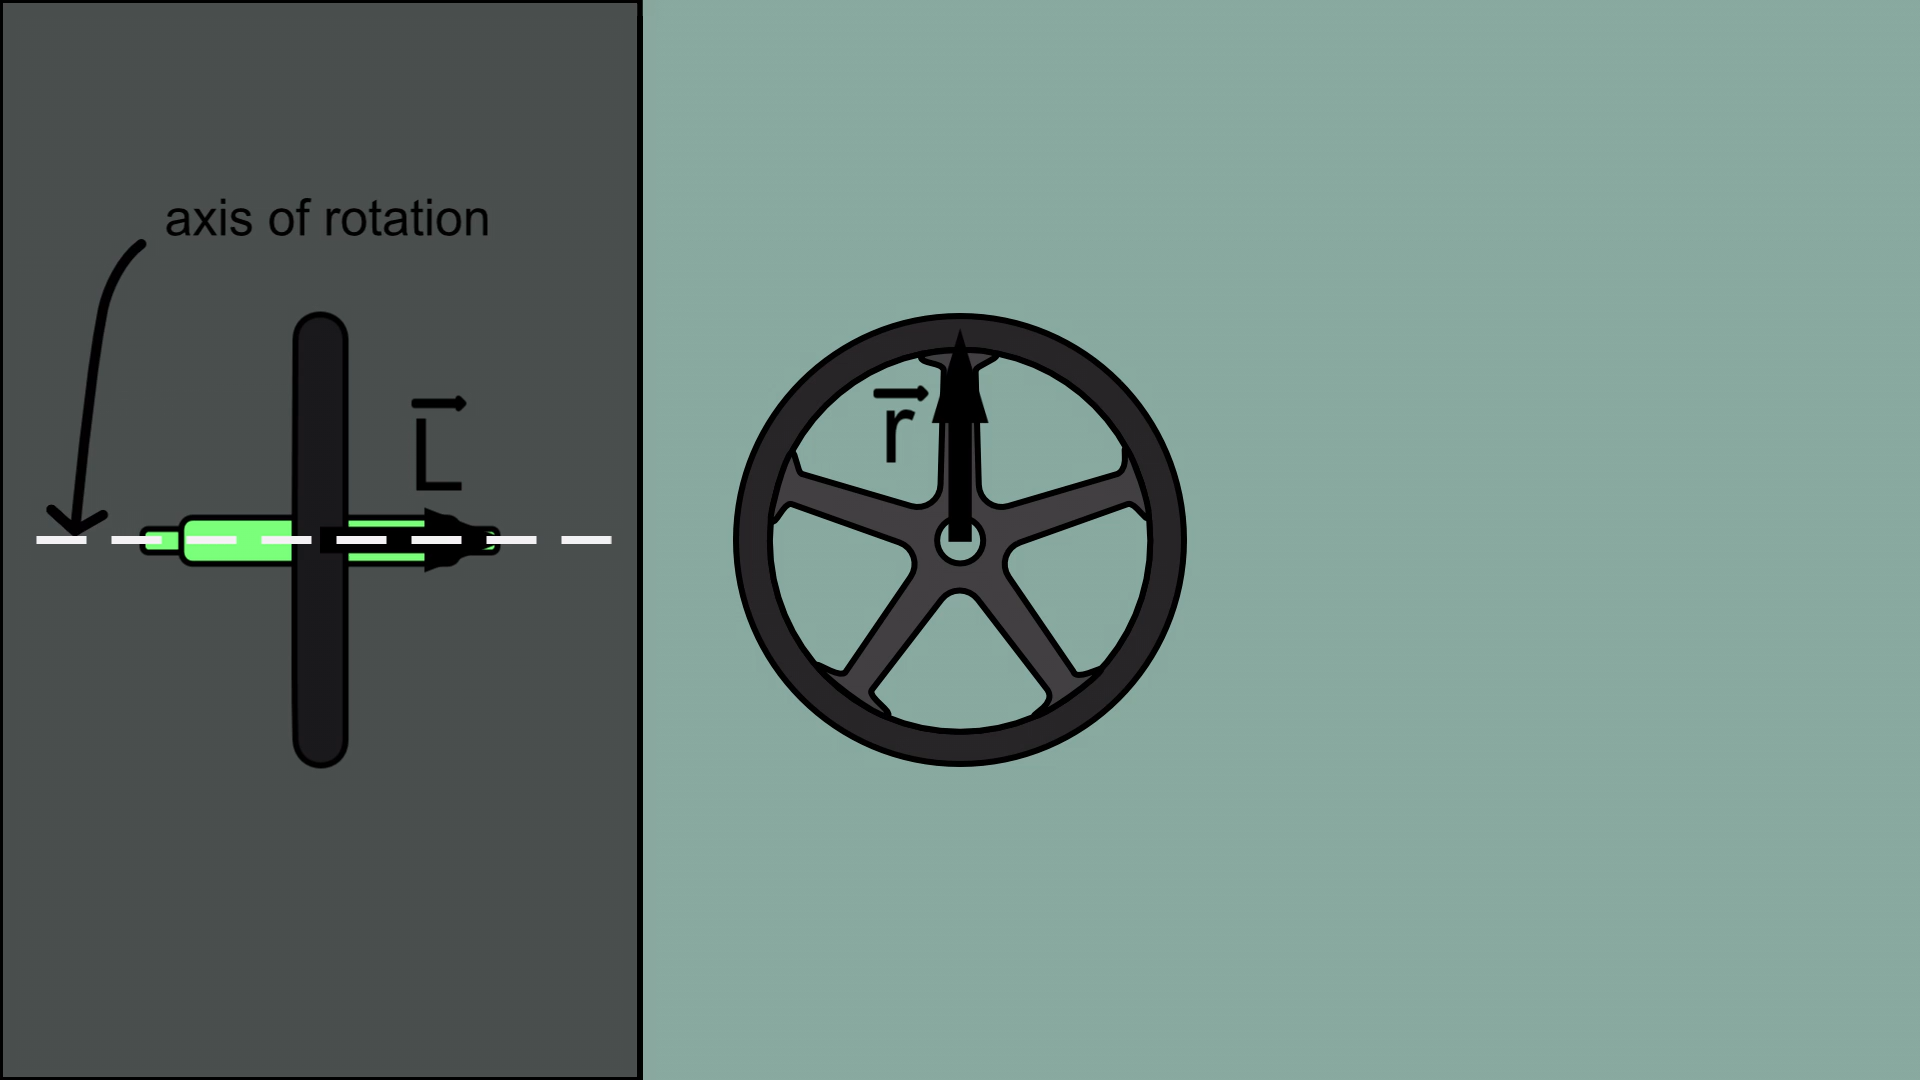 axis of rotation
L⃗
r⃗